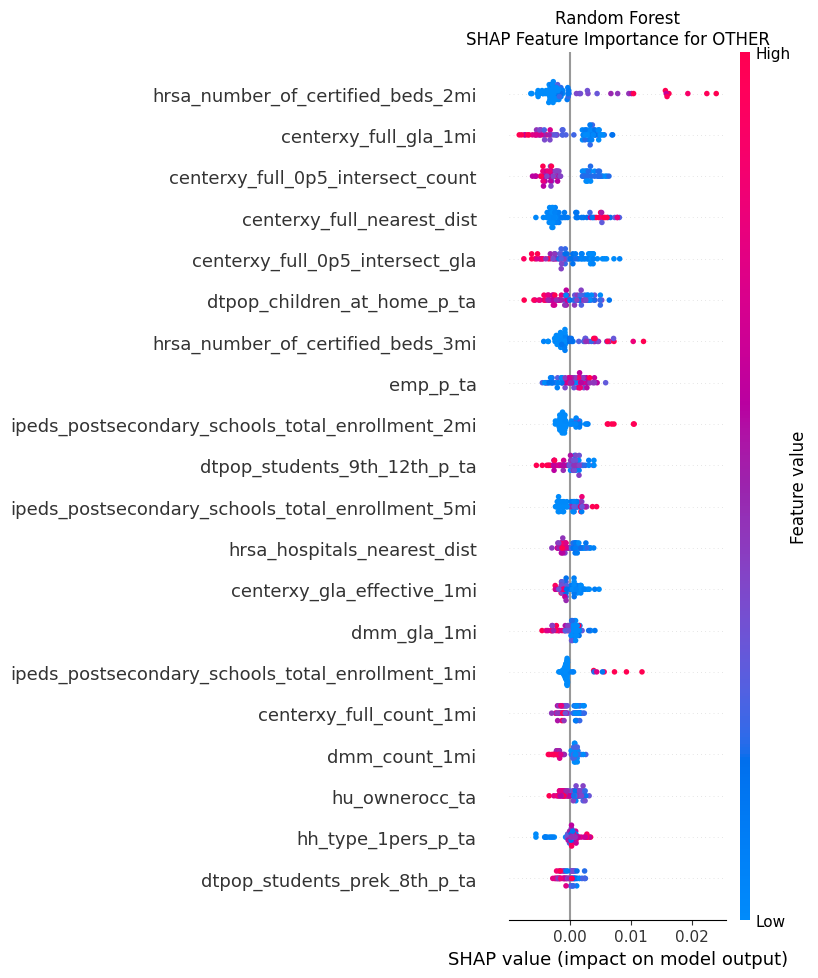 Random Forest
SHAP Feature Importance for OTHER
High
hrsa_number_of_certified_beds_2mi
centerxy_full_gla_1mi
centerxy_full_0p5_intersect_count
centerxy_full_nearest_dist
centerxy_full_0p5_intersect_gla
dtpop_children_at_home_p_ta
hrsa_number_of_certified_beds_3mi
emp_p_ta
ipeds_postsecondary_schools_total_enrollment_2mi
dtpop_students_9th_12th_p_ta
ipeds_postsecondary_schools_total_enrollment_5mi
hrsa_hospitals_nearest_dist
centerxy_gla_effective_1mi
dmm_gla_1mi
ipeds_postsecondary_schools_total_enrollment_1mi
centerxy_full_count_1mi
dmm_count_1mi
hu_ownerocc_ta
hh_type_1pers_p_ta
dtpop_students_prek_8th_p_ta
Feature value
Low
0.00 0.01 0.02
SHAP value (impact on model output)